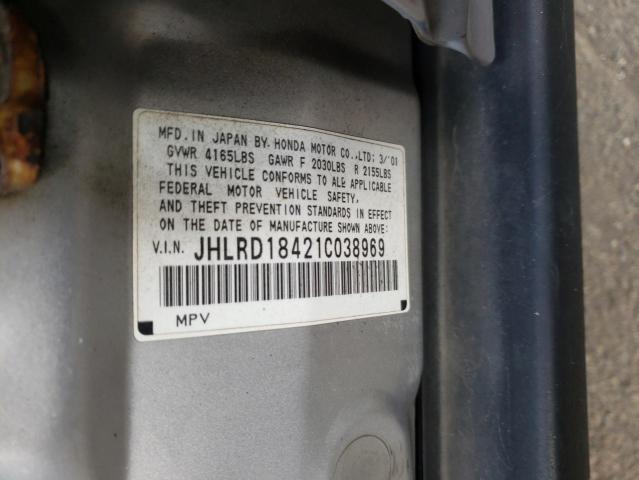 MFD. IN JAPAN BY HONDA MOTOR CO., LTD: 3/'01
GVWR 4165LBS GAWR F 2030LBS R 2155LBS
THIS VEHICLE CONFORMS TO ALL APPLICABLE
FEDERAL MOTOR VEHICLE SAFETY,
AND THEFT PREVENTION STANDARDS IN EFFECT
ON THE DATE OF MANUFACTURE SHOWN ABOVE:
V.I.N. JHLRD18421C038969
MPV